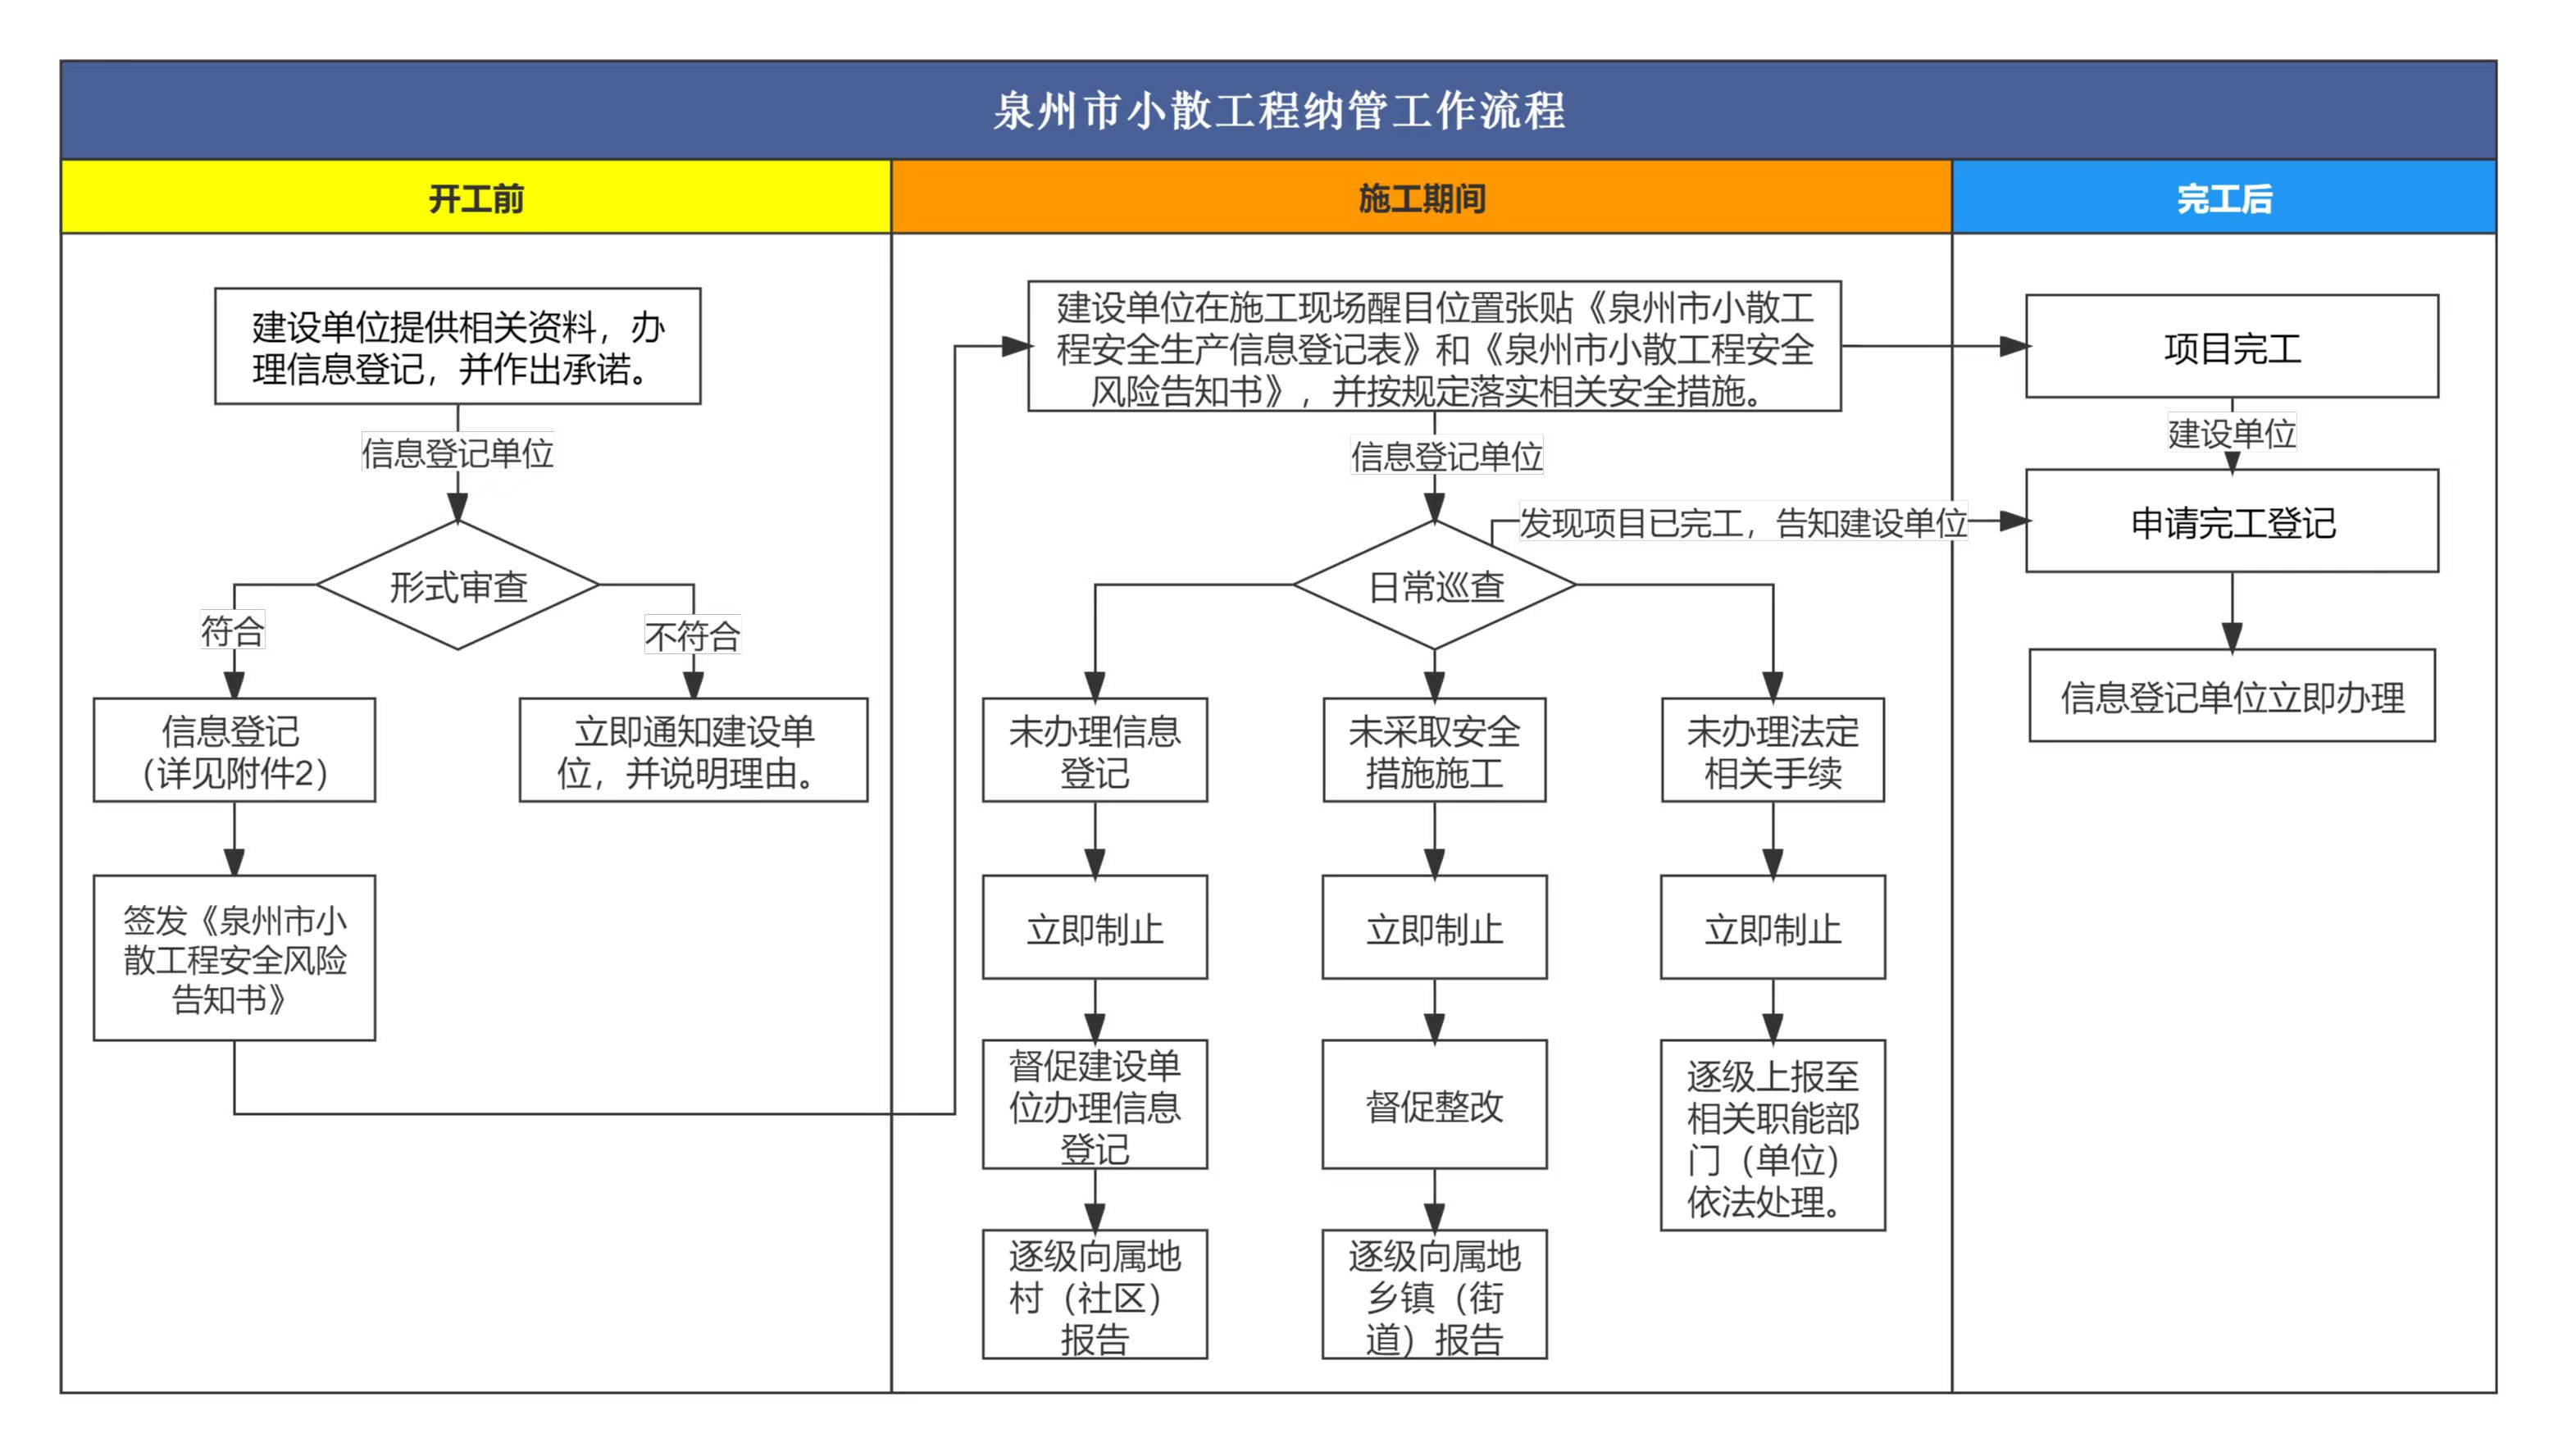 泉州市小散工程纳管工作流程
开工前
施工期间
完工后
建设单位提供相关资料，办
理信息登记，并作出承诺。
信息登记单位
形式审查
符合
不符合
信息登记
（详见附件2）
立即通知建设单
位，并说明理由。
签发《泉州市小
散工程安全风险
告知书》
建设单位在施工现场醒目位置张贴《泉州市小散工
程安全生产信息登记表》和《泉州市小散工程安全
风险告知书》，并按规定落实相关安全措施。
信息登记单位
发现项目已完工，告知建设单位
日常巡查
未办理信息
登记
立即制止
督促建设单
位办理信息
登记
逐级向属地
村（社区）
报告
未采取安全
措施施工
立即制止
督促整改
逐级向属地
乡镇（街
道）报告
未办理法定
相关手续
立即制止
逐级上报至
相关职能部
门（单位）
依法处理。
项目完工
建设单位
申请完工登记
信息登记单位立即办理